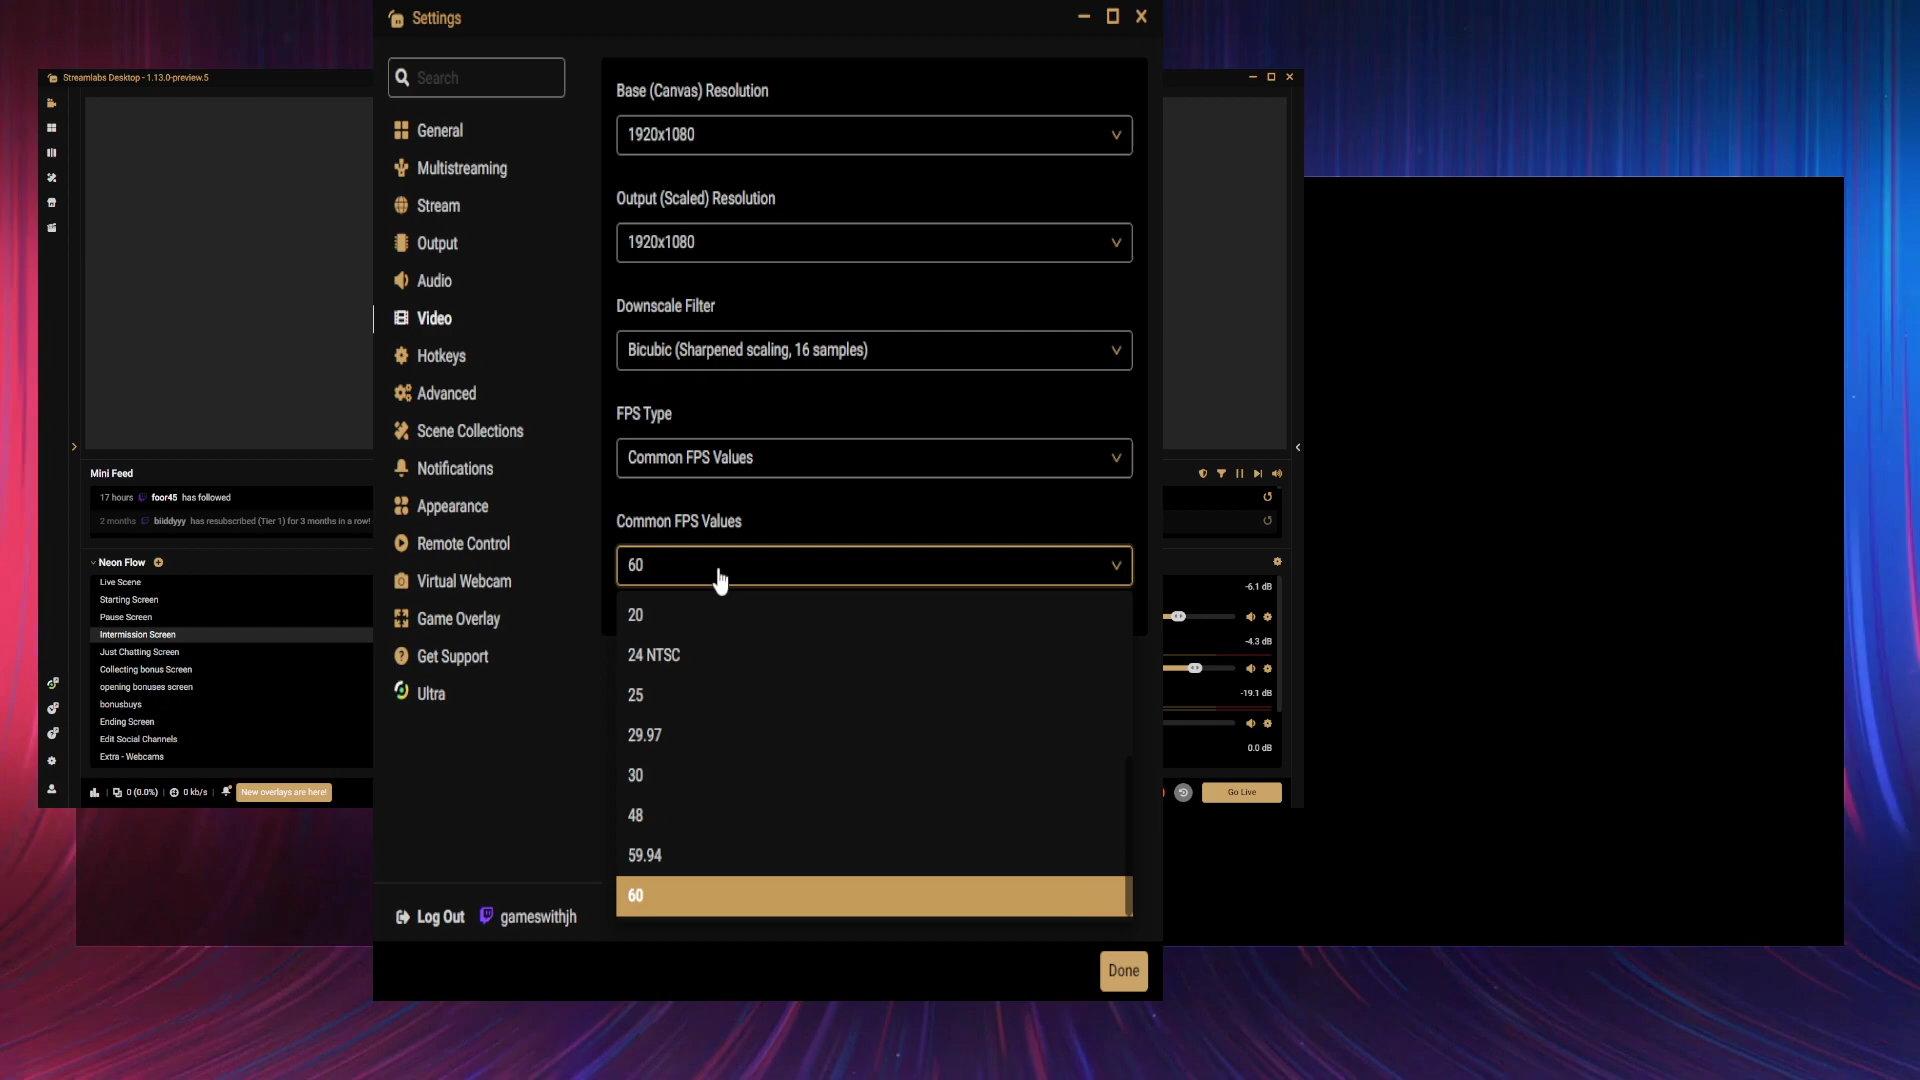 Streamlabs Desktop - 1.13.0-preview.5
Mini Feed
17 hours foor45 has followed
2 months biiddyyy has resubscribed (Tier 1) for 3 months in a row!
Neon Flow
Live Scene
Starting Screen
Pause Screen
Intermission Screen
Just Chatting Screen
Collecting bonus Screen
opening bonuses screen
bonusbuys
Ending Screen
Edit Social Channels
Extra - Webcams
0 (0.0%) 0 kb/s New overlays are here!
Settings
Search
General
Multistreaming
Stream
Output
Audio
Video
Hotkeys
Advanced
Scene Collections
Notifications
Appearance
Remote Control
Virtual Webcam
Game Overlay
Get Support
Ultra
Log Out gameswithjh
Base (Canvas) Resolution
1920x1080
Output (Scaled) Resolution
1920x1080
Downscale Filter
Bicubic (Sharpened scaling, 16 samples)
FPS Type
Common FPS Values
Common FPS Values
60
20
24 NTSC
25
29.97
30
48
59.94
60
Done
-6.1 dB
-4.3 dB
-19.1 dB
0.0 dB
Go Live